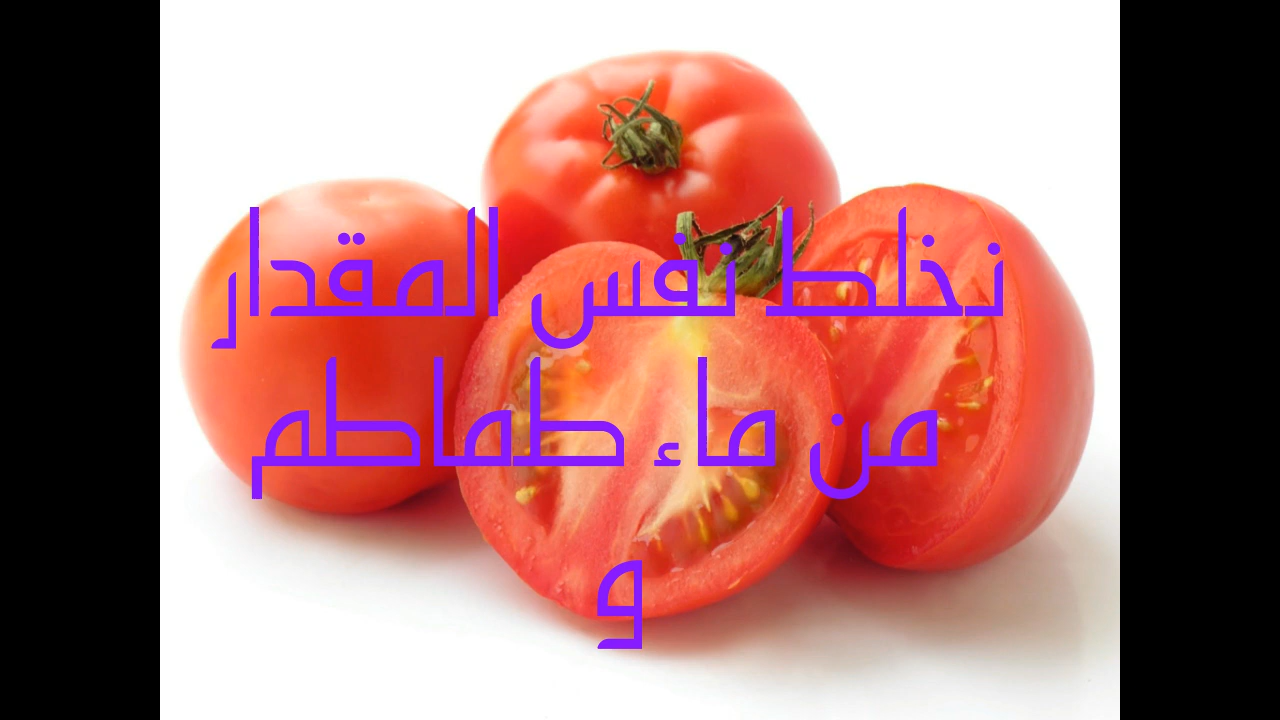 نخلط نفس المقدار
من ماء طماطم
و